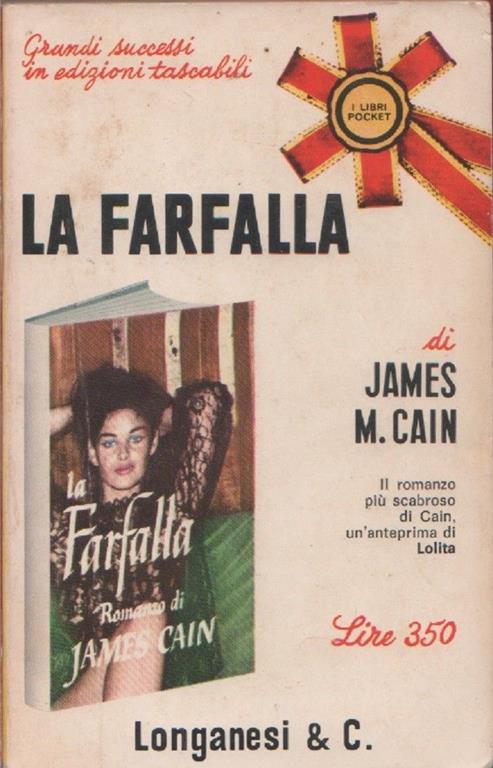 Grandi successi
in edizioni tascabili
I LIBRI
POCKET
LA FARFALLA
di
JAMES
M. CAIN
Il romanzo
più scabroso
di Cain,
un'anteprima di
Lolita
la
Farfalla
Romanzo di
JAMES CAIN
Lire 350
Longanesi & C.